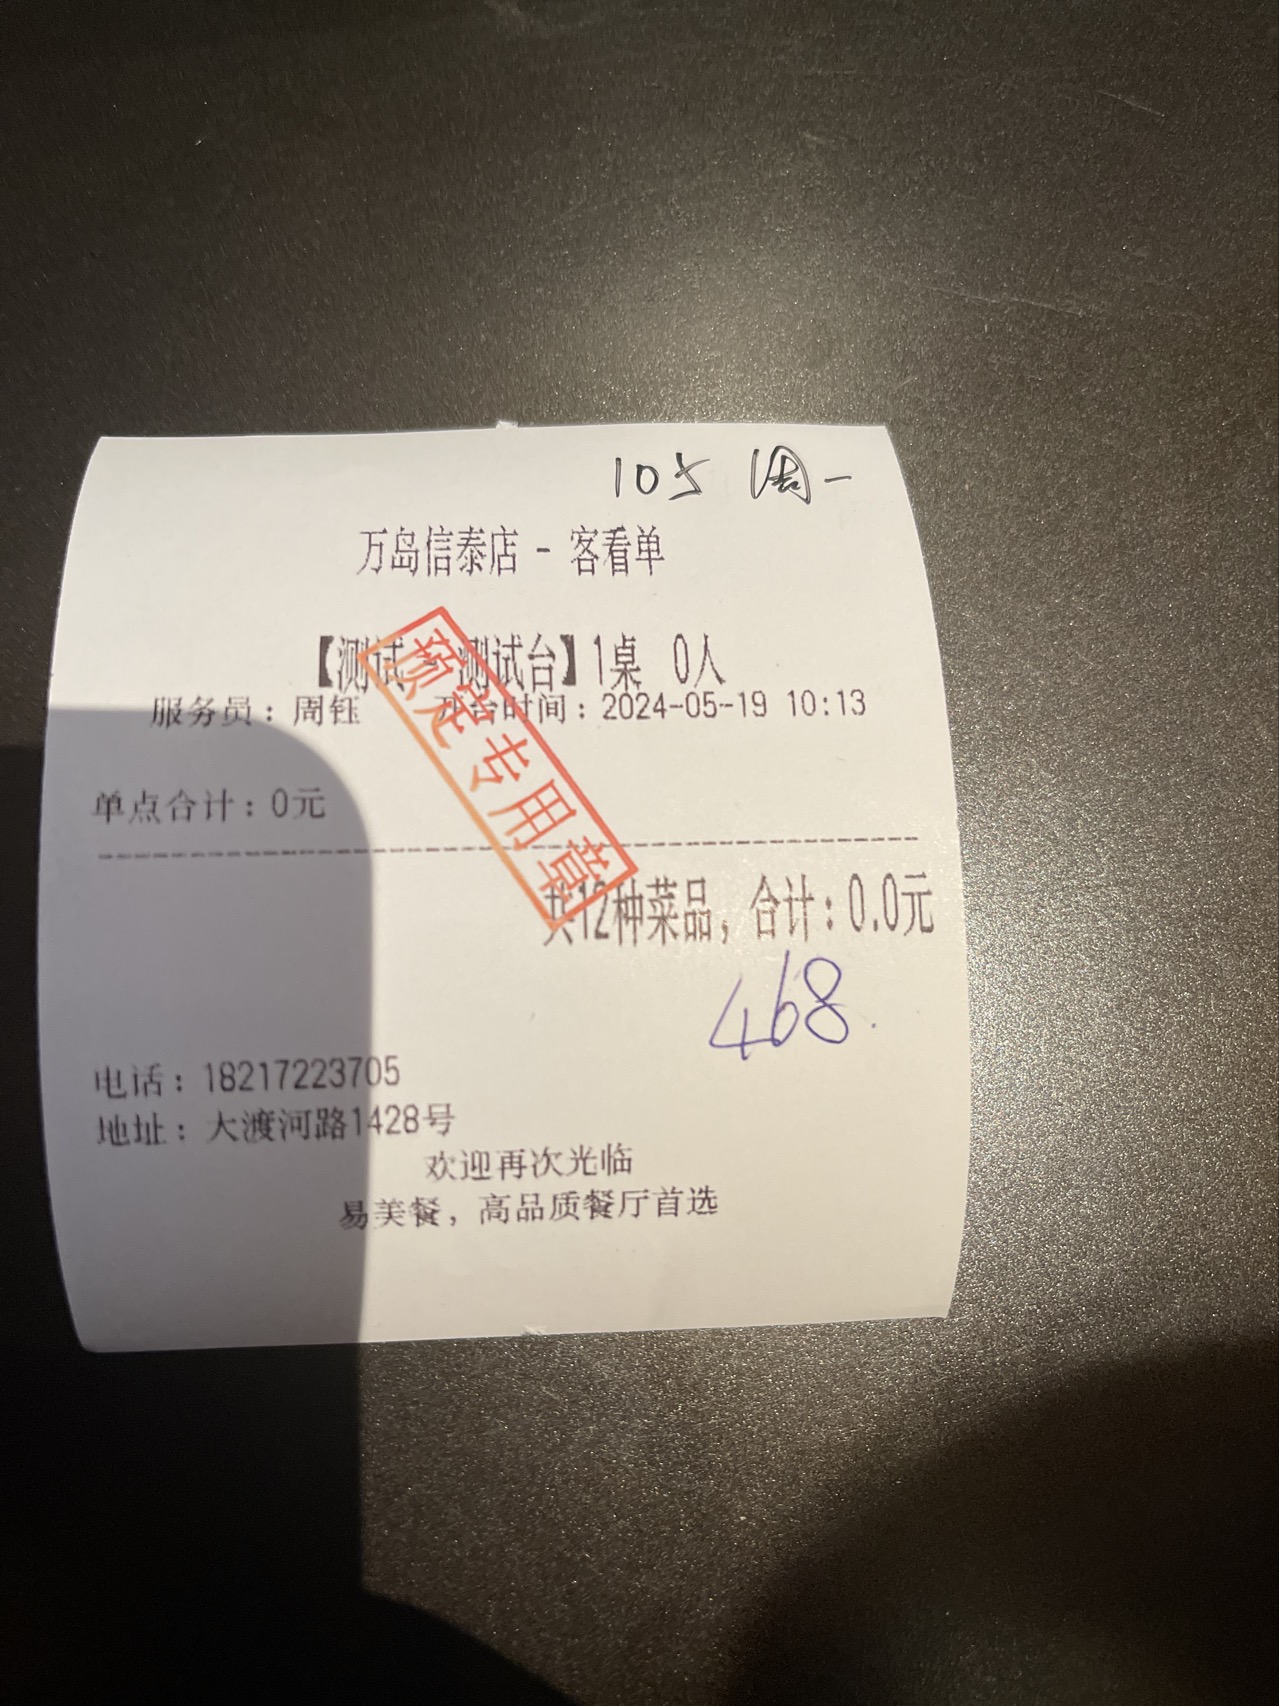 105 周一
万岛信泰店 - 客看单
【测试 - 测试台】1桌 0人
服务员：周钰 开台时间：2024-05-19 10:13
预定专用章
单点合计：0元
共12种菜品，合计：0.0元
468.
电话：18217223705
地址：大渡河路1428号
欢迎再次光临
易美餐，高品质餐厅首选